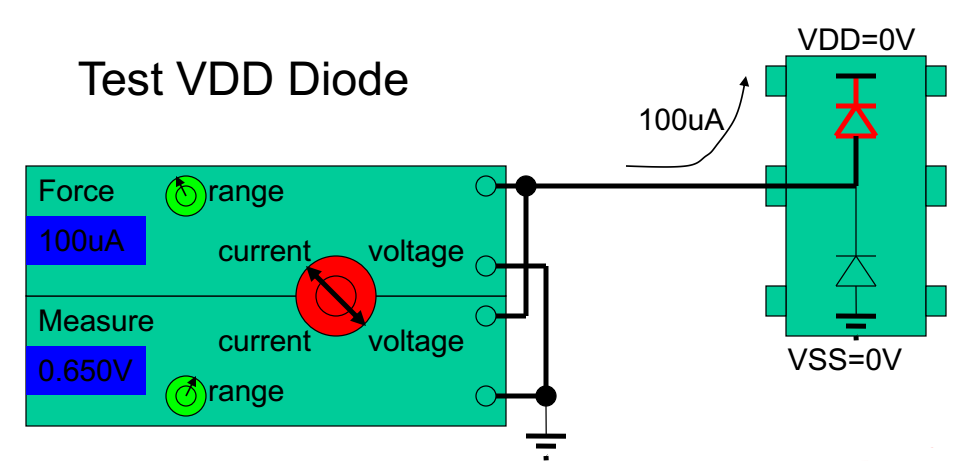 VDD=0V
Test VDD Diode
100uA
Force
range
100uA
current voltage
Measure
current voltage
0.650V
VSS=0V
range